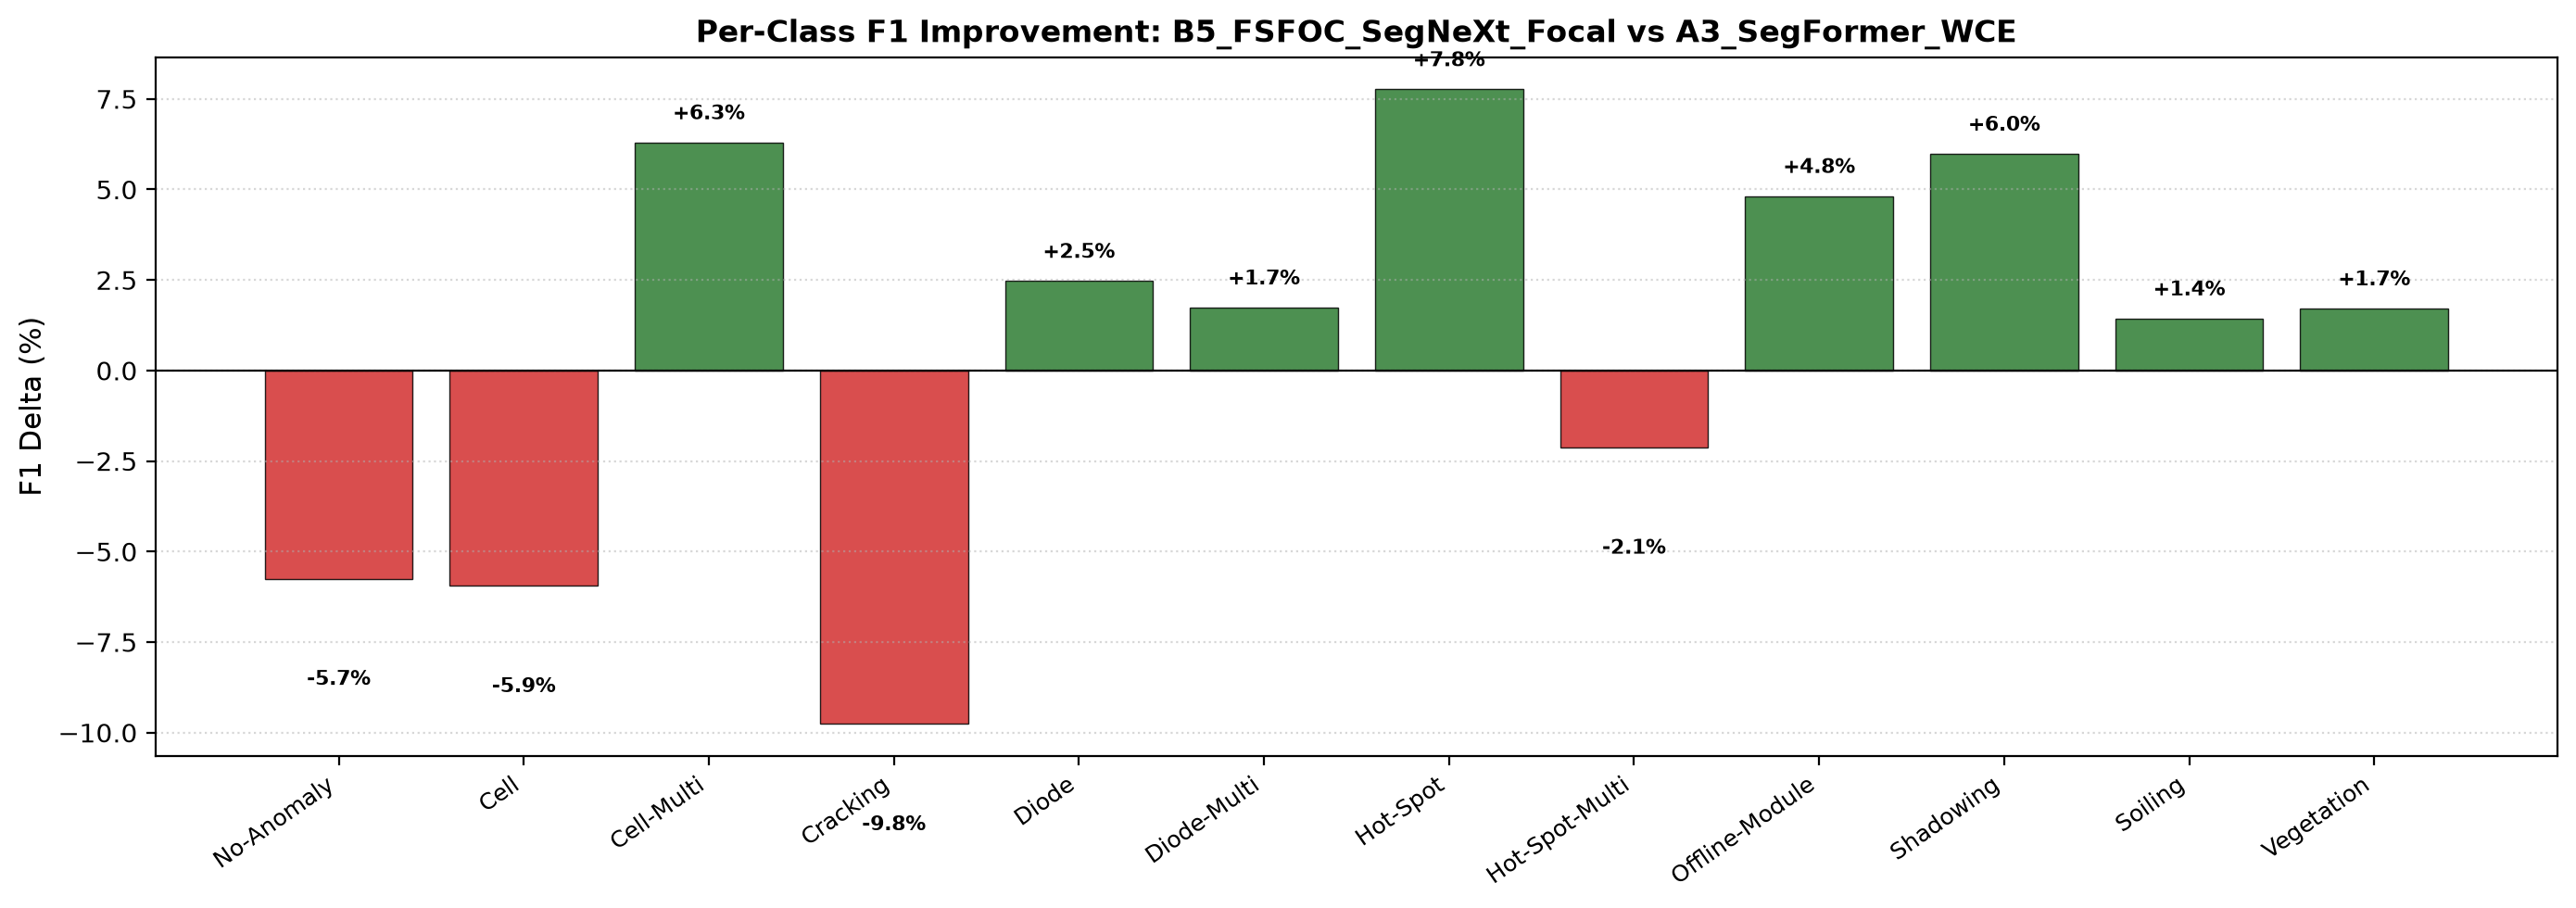 Per-Class F1 Improvement: B5_FSFOC_SegNeXt_Focal vs A3_SegFormer_WCE
+7.8%
+6.3%
+6.0%
+4.8%
+2.5%
+1.7%
+1.4%
+1.7%
-2.1%
-5.7%
-5.9%
-9.8%
F1 Delta (%)
7.5
5.0
2.5
0.0
−2.5
−5.0
−7.5
−10.0
No-Anomaly
Cell
Cell-Multi
Cracking
Diode
Diode-Multi
Hot-Spot
Hot-Spot-Multi
Offline-Module
Shadowing
Soiling
Vegetation